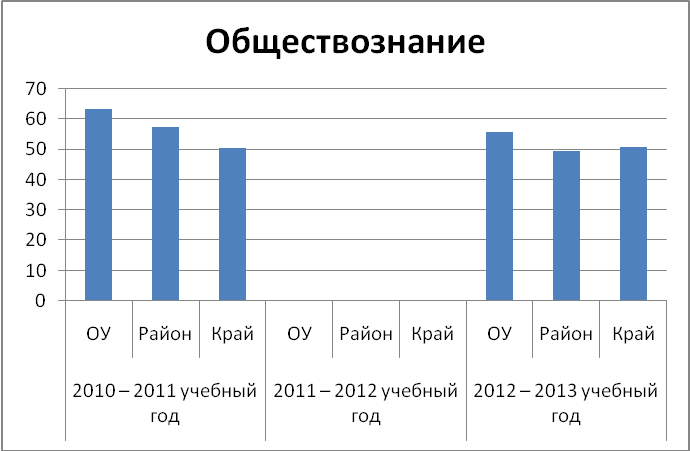 Обществознание
70
60
50
40
30
20
10
0
ОУ Район Край ОУ Район Край ОУ Район Край
2010 – 2011 учебный год
2011 – 2012 учебный год
2012 – 2013 учебный год